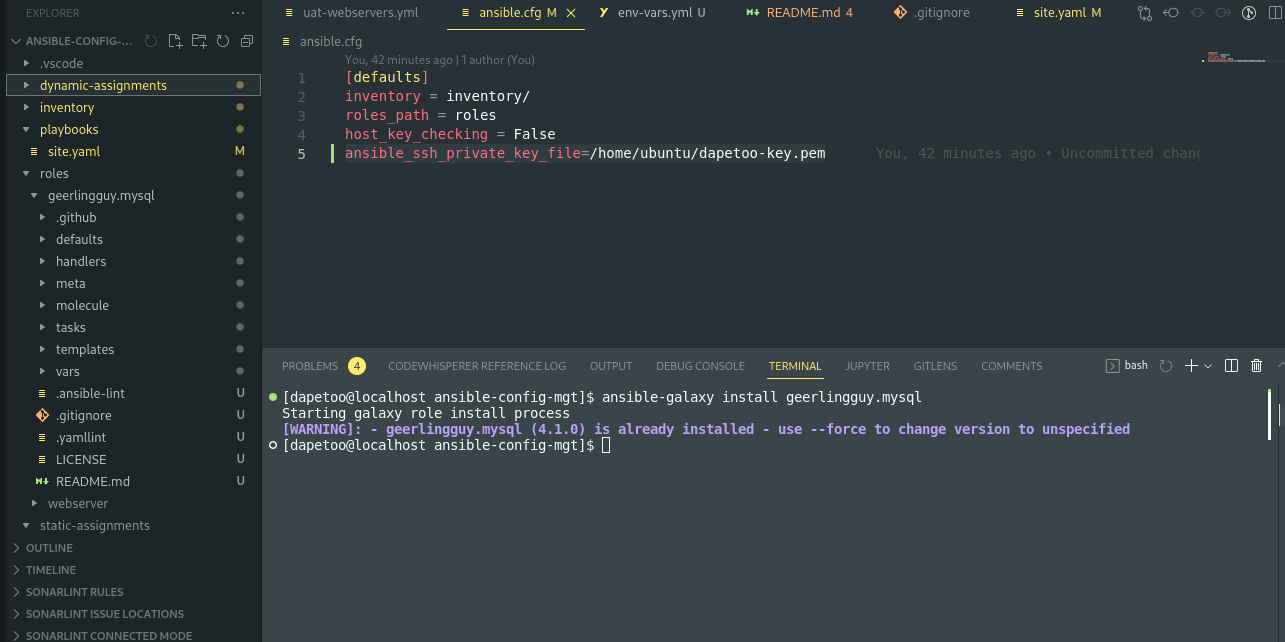 EXPLORER
ANSIBLE-CONFIG-...
.vscode
dynamic-assignments
inventory
playbooks
site.yaml M
roles
geerlingguy.mysql
.github
defaults
handlers
meta
molecule
tasks
templates
vars
.ansible-lint U
.gitignore U
.yamllint U
LICENSE U
README.md U
webserver
static-assignments
OUTLINE
TIMELINE
SONARLINT RULES
SONARLINT ISSUE LOCATIONS
SONARLINT CONNECTED MODE
uat-webservers.yml ansible.cfg M env-vars.yml U README.md 4 .gitignore site.yaml M
ansible.cfg
You, 42 minutes ago | 1 author (You)
1 [defaults]
2 inventory = inventory/
3 roles_path = roles
4 host_key_checking = False
5 ansible_ssh_private_key_file=/home/ubuntu/dapetoo-key.pem You, 42 minutes ago • Uncommitted chang
PROBLEMS 4 CODEWHISPERER REFERENCE LOG OUTPUT DEBUG CONSOLE TERMINAL JUPYTER GITLENS COMMENTS bash
[dapetoo@localhost ansible-config-mgt]$ ansible-galaxy install geerlingguy.mysql
Starting galaxy role install process
[WARNING]: - geerlingguy.mysql (4.1.0) is already installed - use --force to change version to unspecified
[dapetoo@localhost ansible-config-mgt]$